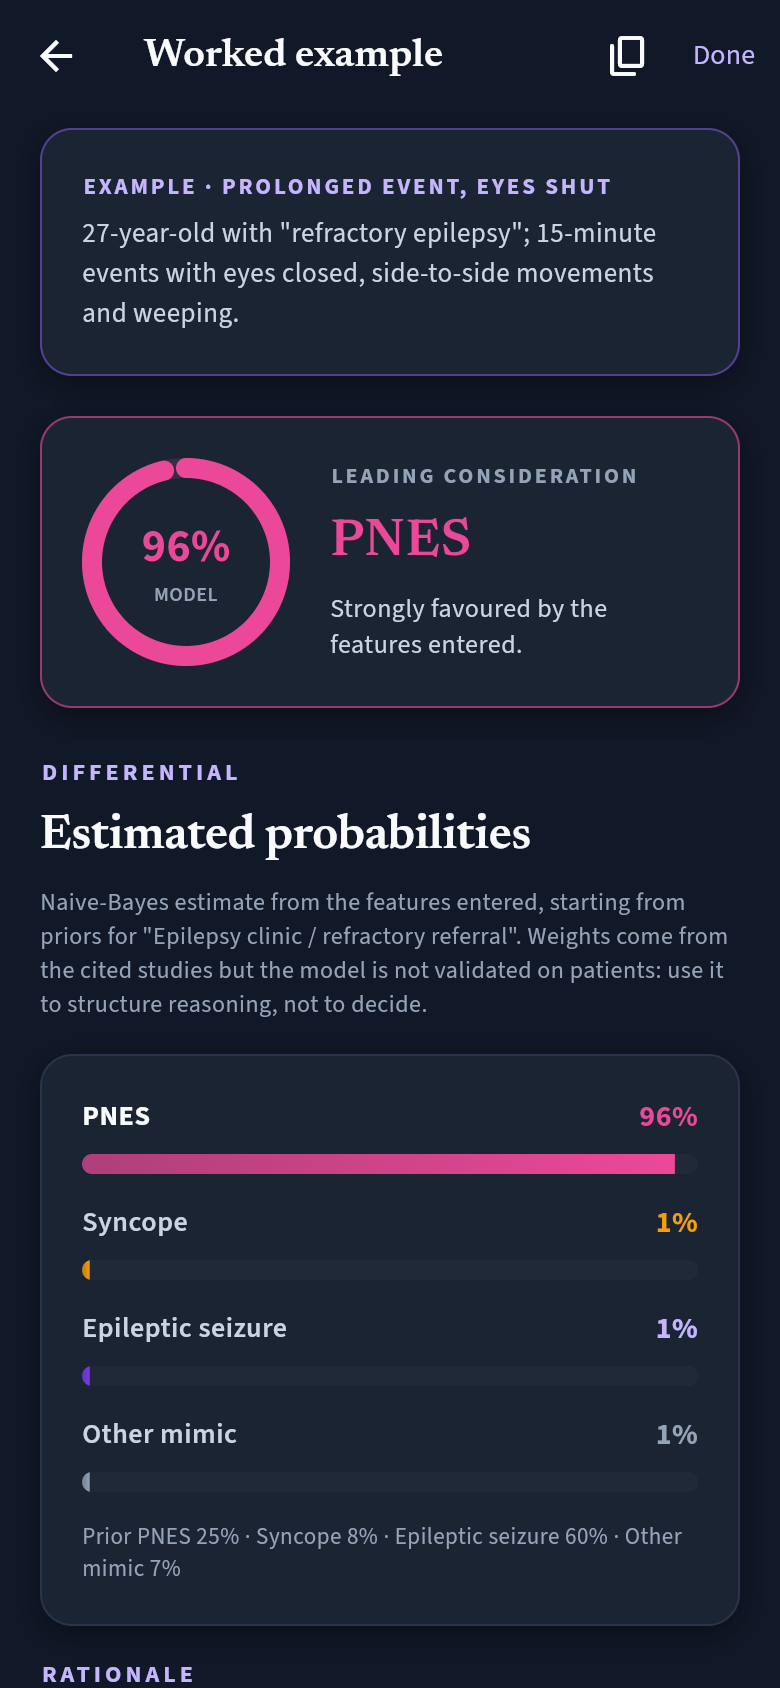 Worked example
Done
EXAMPLE · PROLONGED EVENT, EYES SHUT
27-year-old with "refractory epilepsy"; 15-minute
events with eyes closed, side-to-side movements
and weeping.
96%
MODEL
LEADING CONSIDERATION
PNES
Strongly favoured by the
features entered.
DIFFERENTIAL
Estimated probabilities
Naive-Bayes estimate from the features entered, starting from
priors for "Epilepsy clinic / refractory referral". Weights come from
the cited studies but the model is not validated on patients: use it
to structure reasoning, not to decide.
PNES 96%
Syncope 1%
Epileptic seizure 1%
Other mimic 1%
Prior PNES 25% · Syncope 8% · Epileptic seizure 60% · Other
mimic 7%
RATIONALE